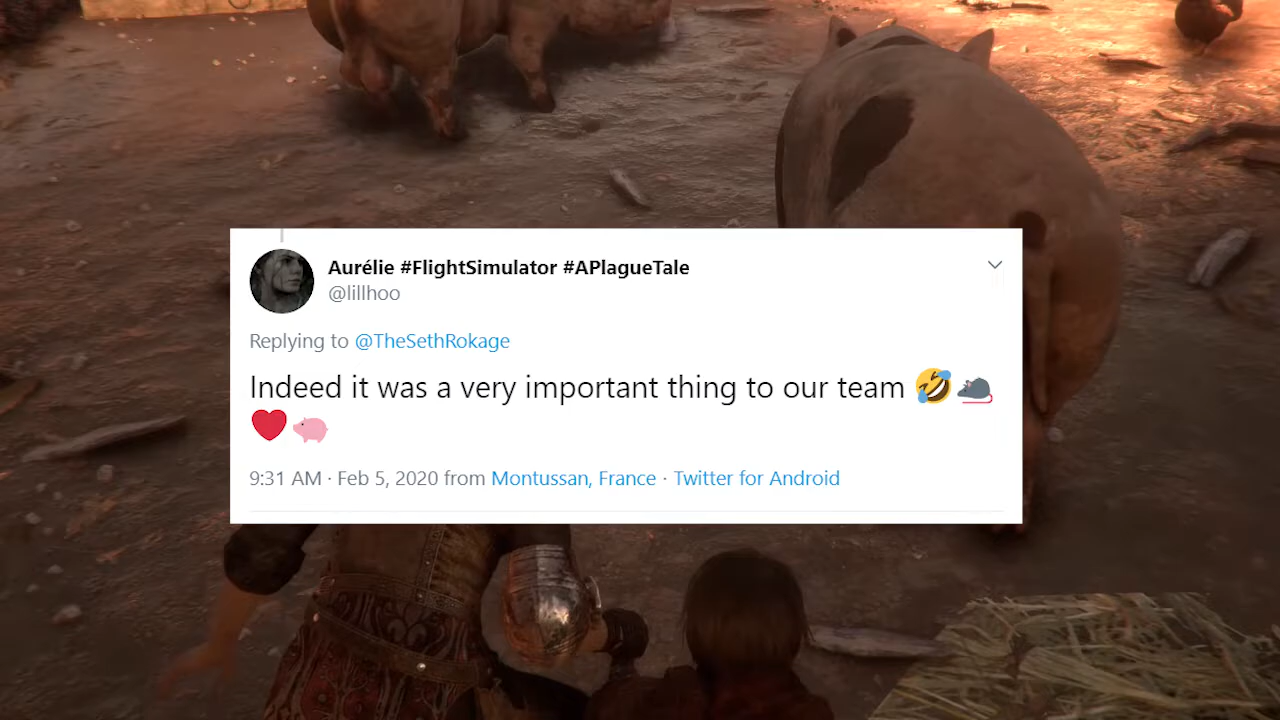 Aurélie #FlightSimulator #APlagueTale
@lillhoo
Replying to @TheSethRokage
Indeed it was a very important thing to our team 🤣🐀
❤️🐖
9:31 AM · Feb 5, 2020 from Montussan, France · Twitter for Android